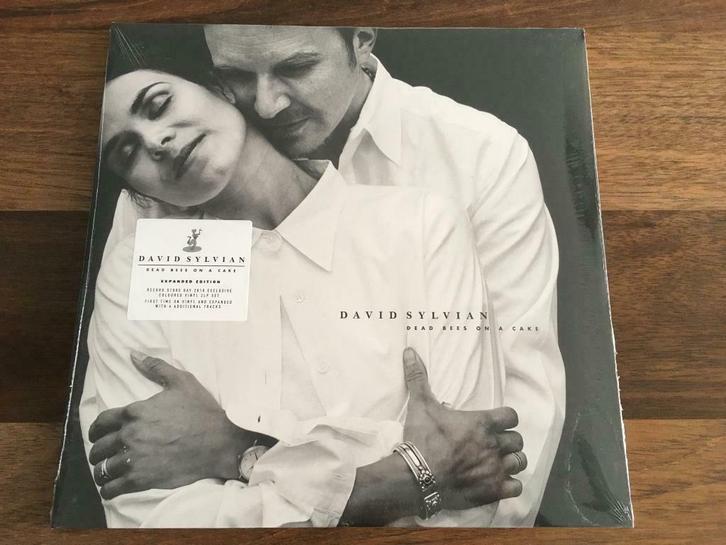 DAVID SYLVIAN
DEAD BEES ON A CAKE
EXPANDED EDITION
RECORD STORE DAY 2018 EXCLUSIVE
COLOURED VINYL 2LP SET
FIRST TIME ON VINYL AND EXPANDED
WITH 4 ADDITIONAL TRACKS
DAVID SYLVIAN
DEAD BEES ON A CAKE